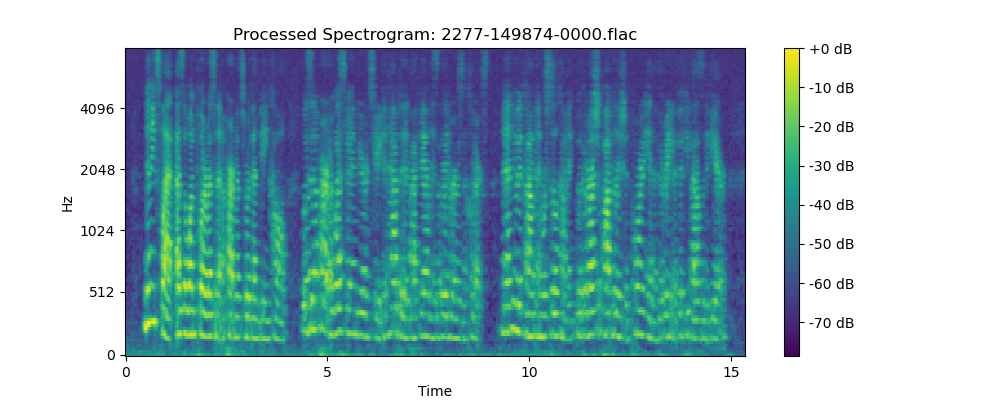 Processed Spectrogram: 2277-149874-0000.flac
Hz
4096
2048
1024
512
0
0 5 10 15
Time
+0 dB
-10 dB
-20 dB
-30 dB
-40 dB
-50 dB
-60 dB
-70 dB